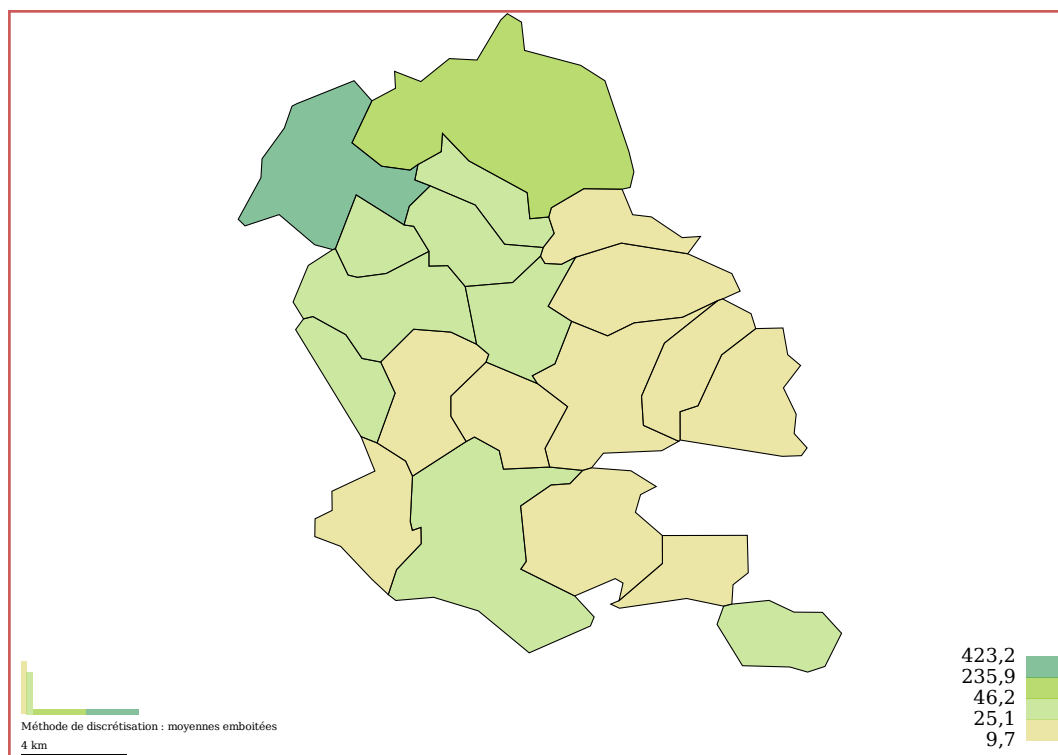 423,2
235,9
46,2
25,1
9,7
Méthode de discrétisation : moyennes emboitées
4 km